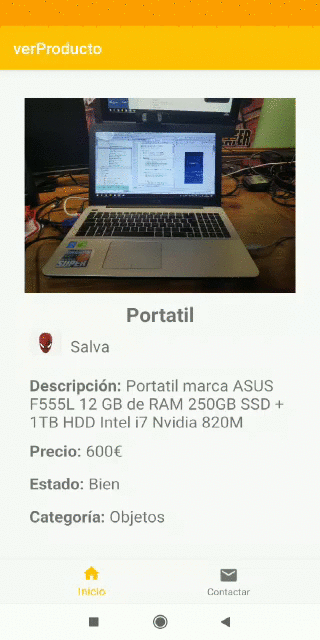 verProducto
Portatil
Salva
Descripción: Portatil marca ASUS
F555L 12 GB de RAM 250GB SSD +
1TB HDD Intel i7 Nvidia 820M
Precio: 600€
Estado: Bien
Categoría: Objetos
Inicio
Contactar